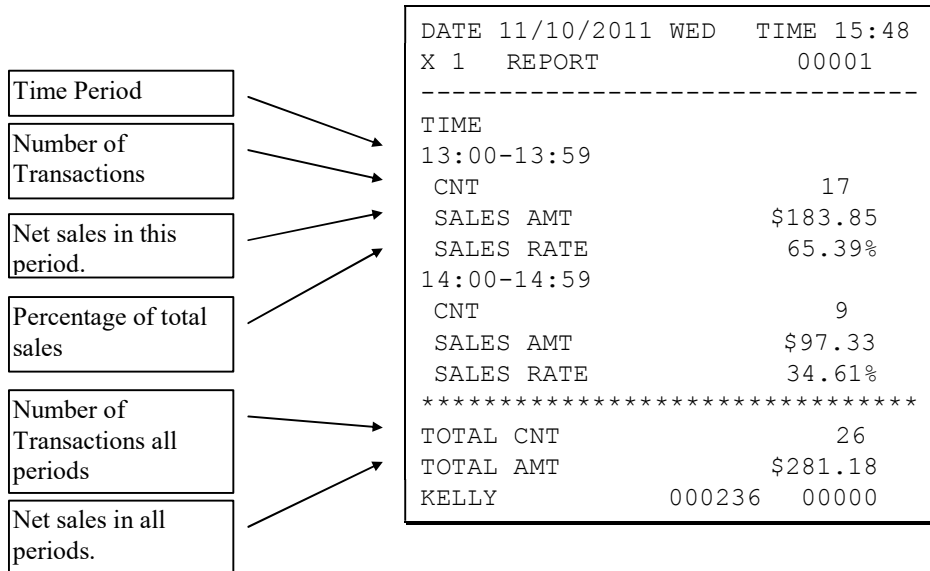 Time Period
Number of
Transactions
Net sales in this
period.
Percentage of total
sales
Number of
Transactions all
periods
Net sales in all
periods.
DATE 11/10/2011 WED TIME 15:48
X 1 REPORT 00001
--------------------------------
TIME
13:00-13:59
CNT 17
SALES AMT $183.85
SALES RATE 65.39%
14:00-14:59
CNT 9
SALES AMT $97.33
SALES RATE 34.61%
********************************
TOTAL CNT 26
TOTAL AMT $281.18
KELLY 000236 00000